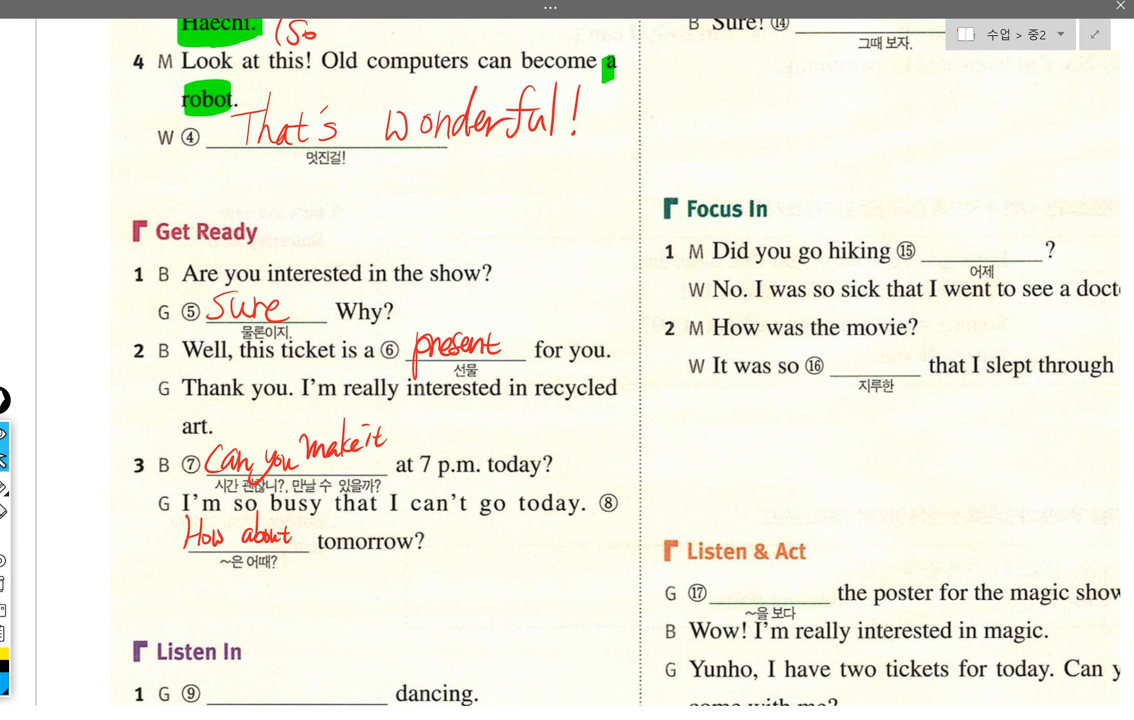 ...
수업 > 중2
Haechi. (So
4 M Look at this! Old computers can become a
robot.
W ④ That's wonderful!
멋진걸!
Get Ready
1 B Are you interested in the show?
G ⑤ Sure Why?
물론이지.
2 B Well, this ticket is a ⑥ present for you.
선물
G Thank you. I'm really interested in recycled
art.
3 B ⑦ Can you make it at 7 p.m. today?
시간 괜찮니?, 만날 수 있을까?
G I'm so busy that I can't go today. ⑧
How about tomorrow?
~은 어때?
Listen In
1 G ⑨ dancing.
B Sure! ⑭
그때 보자.
Focus In
1 M Did you go hiking ⑮ ?
어제
W No. I was so sick that I went to see a doct
2 M How was the movie?
W It was so ⑯ that I slept through
지루한
Listen & Act
G ⑰ the poster for the magic show
~을 보다
B Wow! I'm really interested in magic.
G Yunho, I have two tickets for today. Can y
come with me?